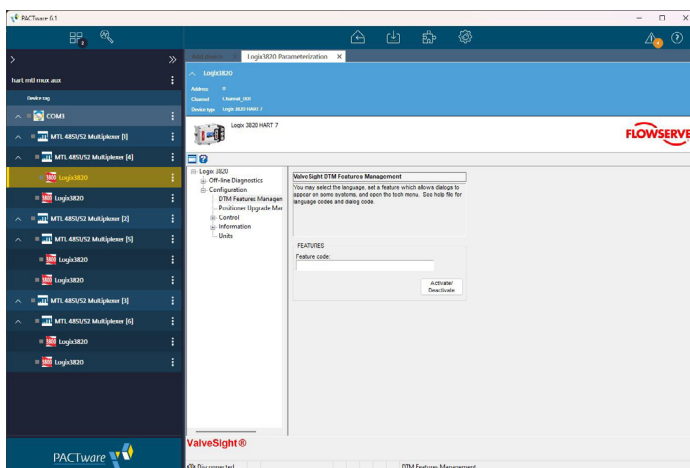 PACTware 6.1
Logix3820 Parameterization
hart mtl mux aux
Device tag
COM1
MTL 4851/52 Multiplexer [1]
MTL 4851/52 Multiplexer [4]
Logix3820
Logix3820
MTL 4851/52 Multiplexer [2]
MTL 4851/52 Multiplexer [5]
Logix3820
Logix3820
MTL 4851/52 Multiplexer [3]
MTL 4851/52 Multiplexer [6]
Logix3820
Logix3820
PACTware
Logix3820
Address
Channel
Device type Logix 3820 HART 7
Logix 3820 HART 7
FLOWSERVE
Logix 3820
Off-line Diagnostics
Configuration
DTM Features Managen
Positioner Upgrade Mar
Control
Information
Units
ValveSight DTM Features Management
You may select the language, set a feature which allows dialogs to
appear on some systems, and open the tech menu. See help file for
language codes and dialog code.
FEATURES
Feature code:
Activate/
Deactivate
ValveSight®
Disconnected
DTM Features Management